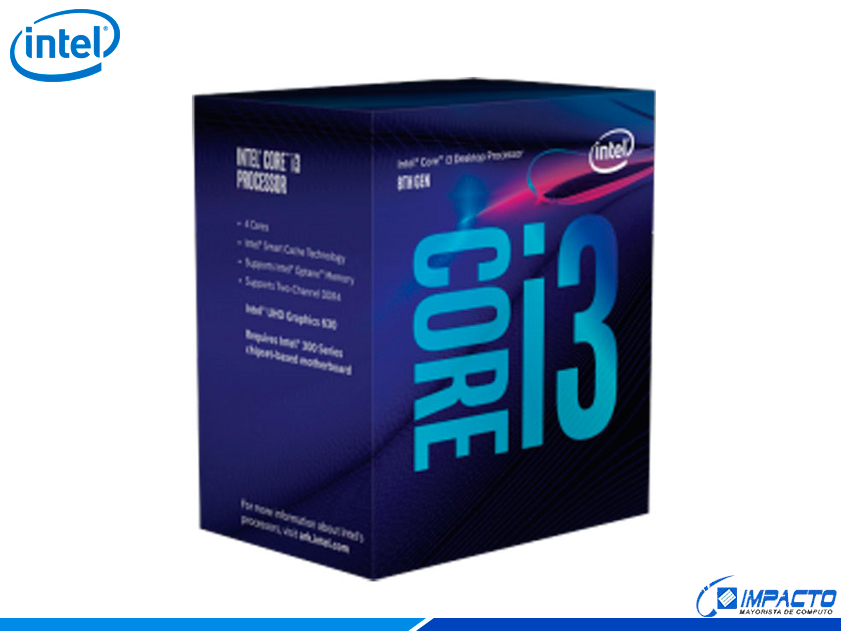 intel®
INTEL® CORE™ i3
PROCESSOR
- 4 Cores
- Intel® Smart Cache Technology
- Supports Intel® Optane™ Memory
- Supports Two-Channel DDR4
Intel® UHD Graphics 630
Requires Intel® 300 Series
chipset-based motherboard
For more information about Intel's
processors, visit ark.intel.com
Intel® Core™ i3 Desktop Processor
8TH GEN
intel®
CORE i3
IMPACTO
MAYORISTA DE COMPUTO